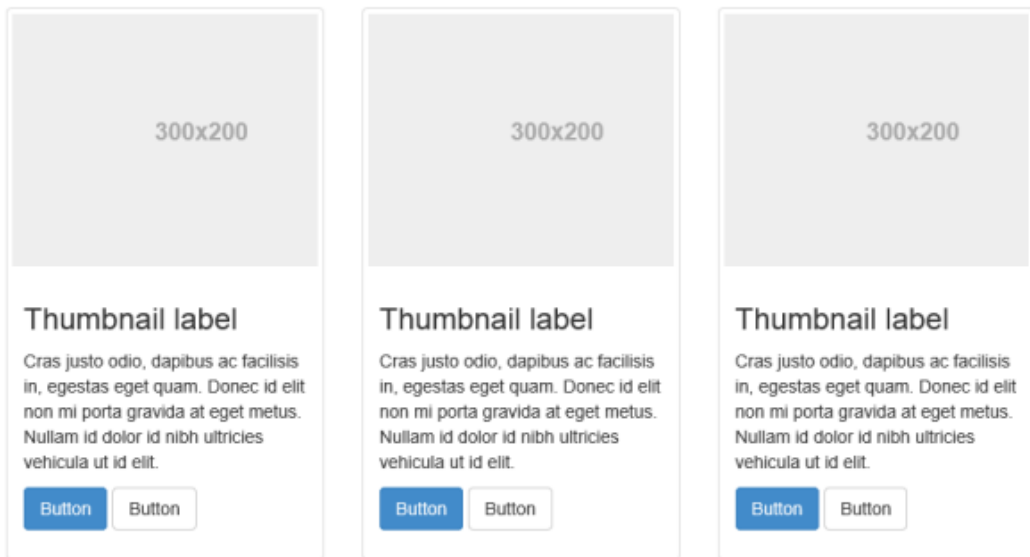 300x200
Thumbnail label
Cras justo odio, dapibus ac facilisis
in, egestas eget quam. Donec id elit
non mi porta gravida at eget metus.
Nullam id dolor id nibh ultricies
vehicula ut id elit.
Button
Button
300x200
Thumbnail label
Cras justo odio, dapibus ac facilisis
in, egestas eget quam. Donec id elit
non mi porta gravida at eget metus.
Nullam id dolor id nibh ultricies
vehicula ut id elit.
Button
Button
300x200
Thumbnail label
Cras justo odio, dapibus ac facilisis
in, egestas eget quam. Donec id elit
non mi porta gravida at eget metus.
Nullam id dolor id nibh ultricies
vehicula ut id elit.
Button
Button